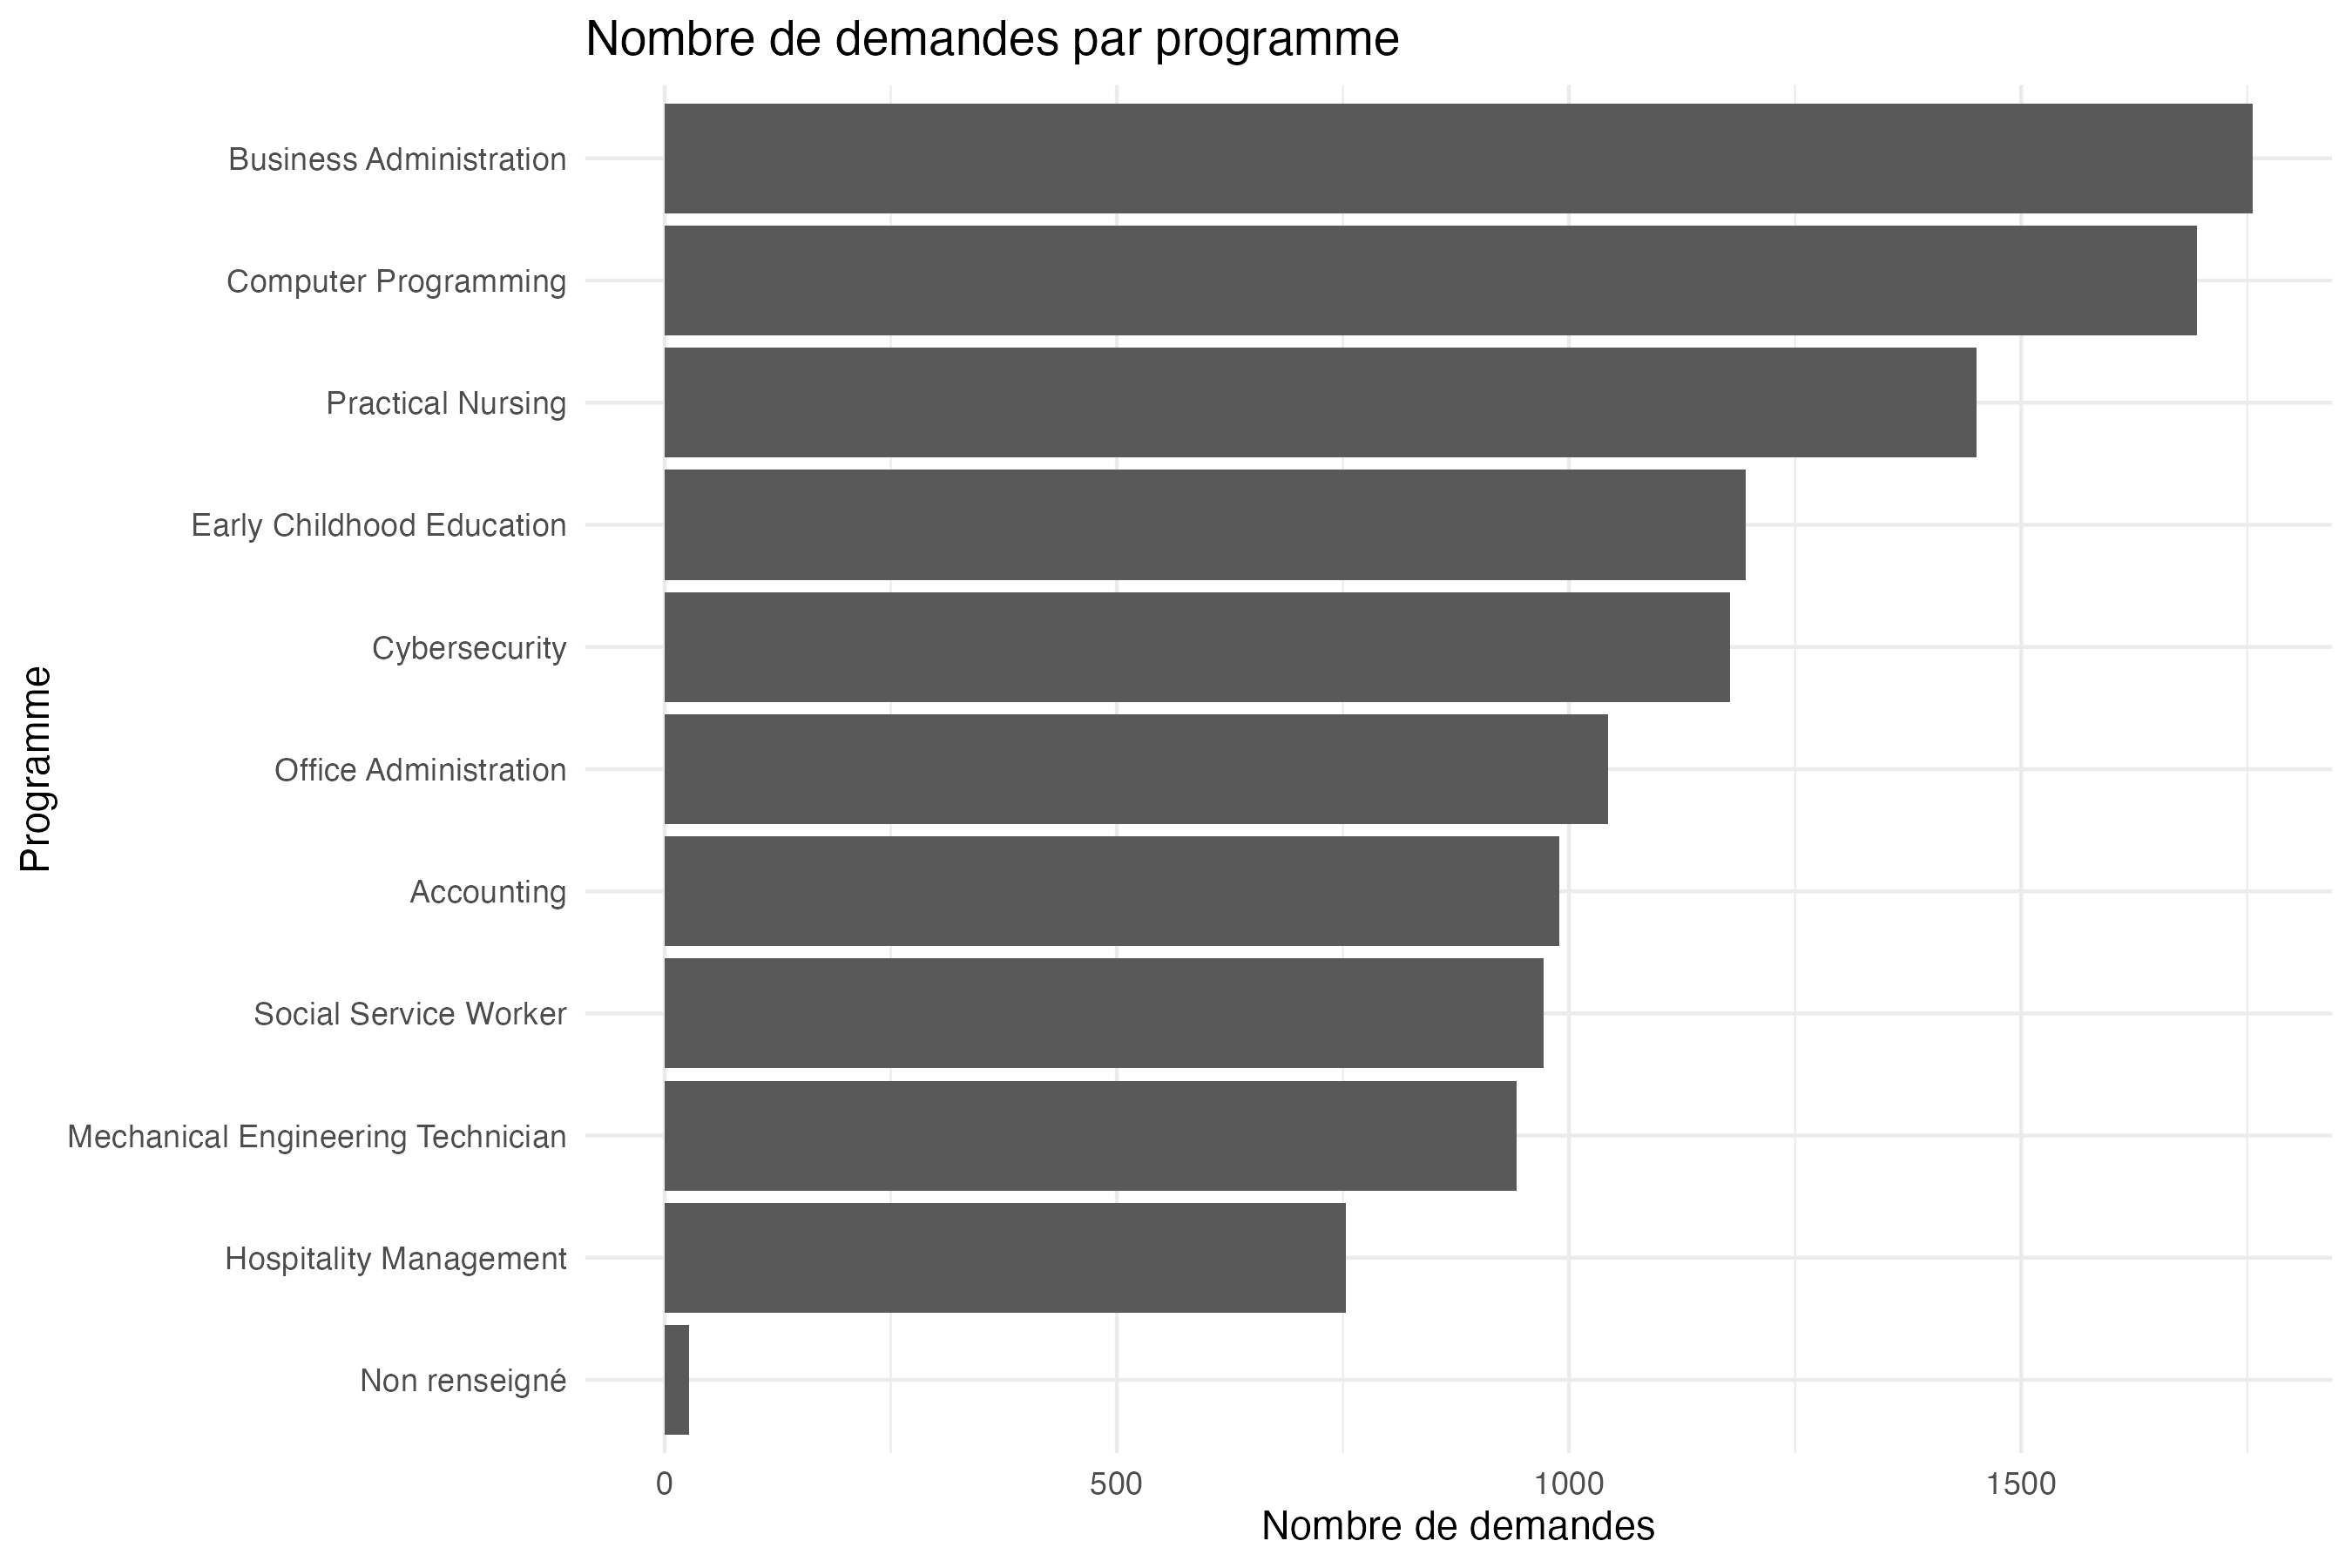 Nombre de demandes par programme
Programme
Business Administration
Computer Programming
Practical Nursing
Early Childhood Education
Cybersecurity
Office Administration
Accounting
Social Service Worker
Mechanical Engineering Technician
Hospitality Management
Non renseigné
0
500
1000
1500
Nombre de demandes